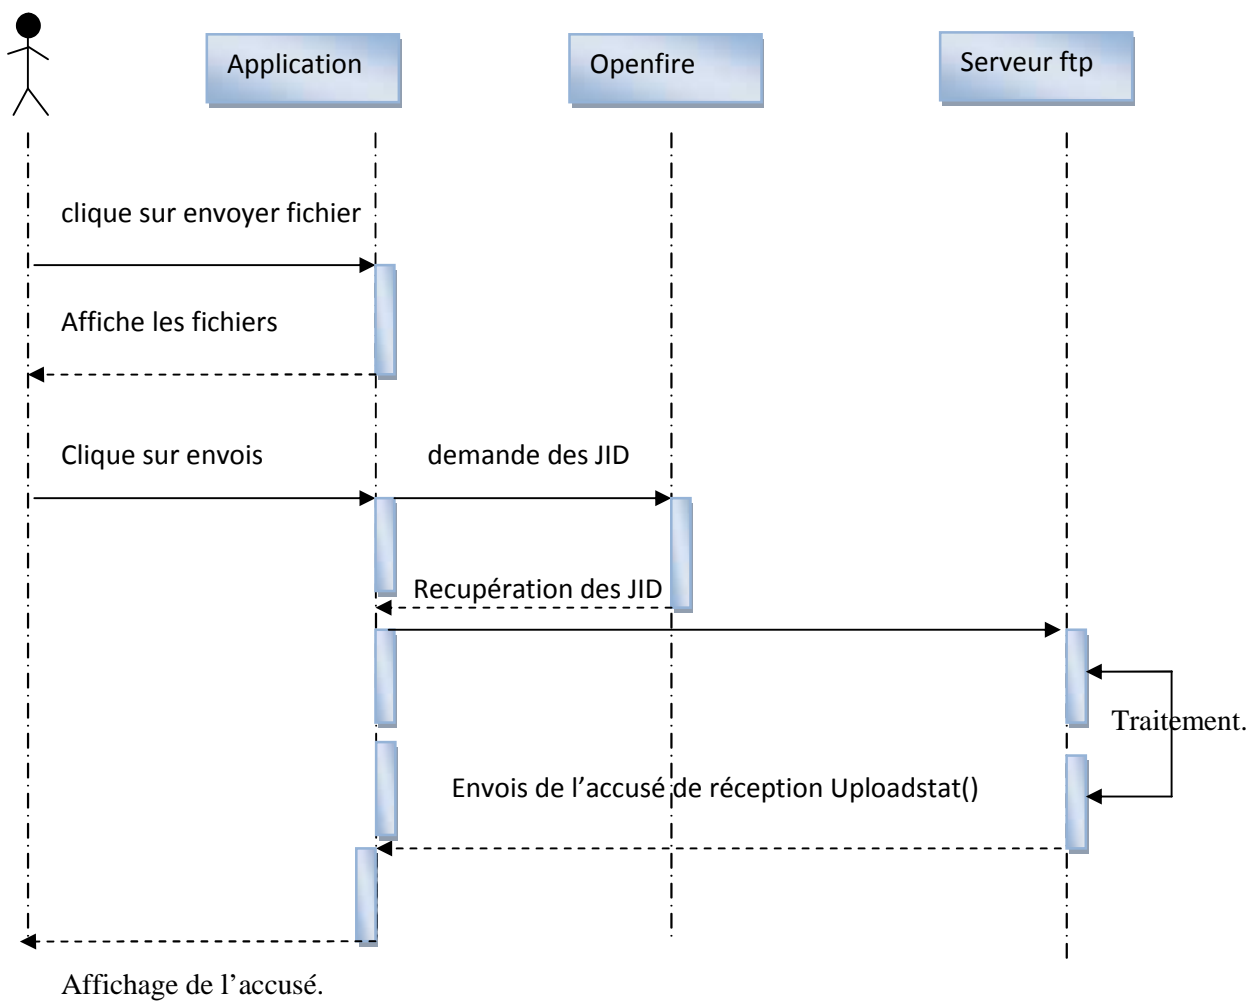 Application
Openfire
Serveur ftp
clique sur envoyer fichier
Affiche les fichiers
Clique sur envois
demande des JID
Recupération des JID
Traitement.
Envois de l’accusé de réception Uploadstat()
Affichage de l’accusé.